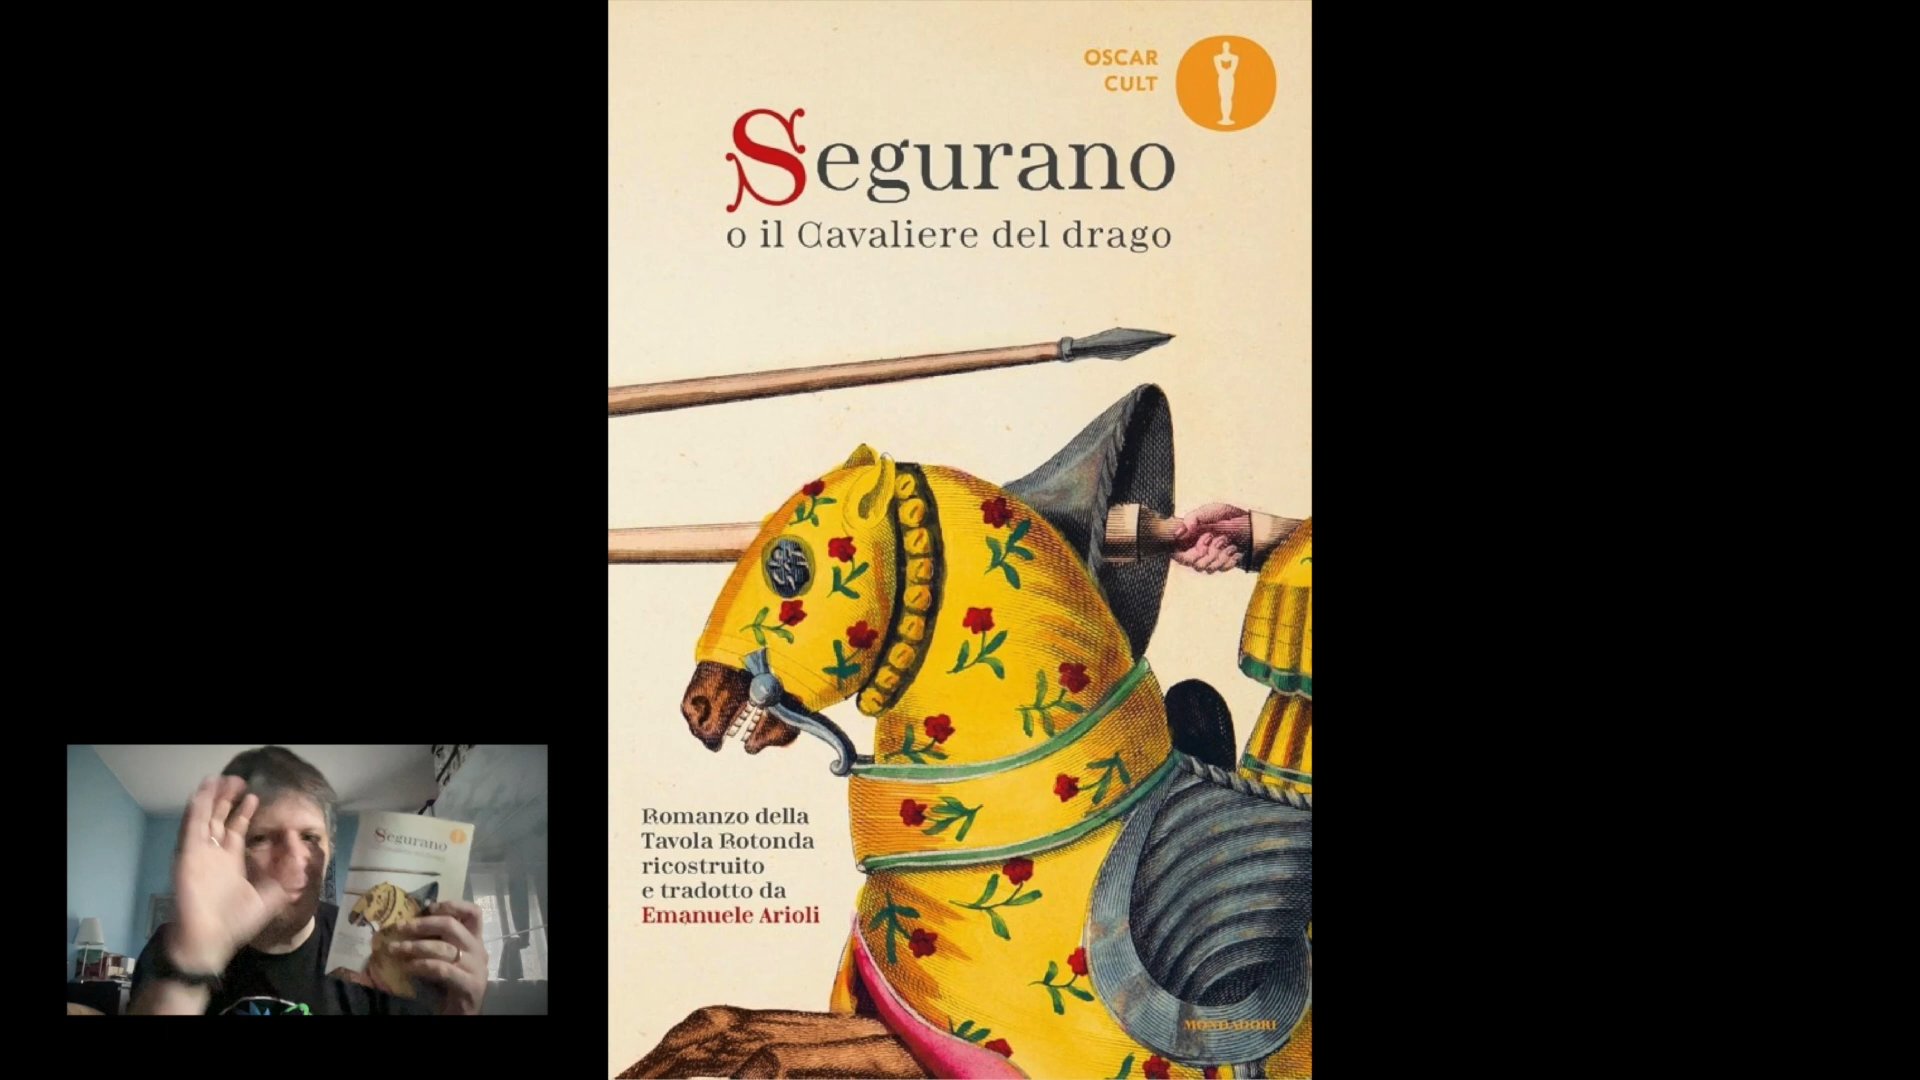 OSCAR
CULT
Segurano
o il Cavaliere del drago
Romanzo della
Tavola Rotonda
ricostruito
e tradotto da
Emanuele Arioli
MONDADORI
Segurano